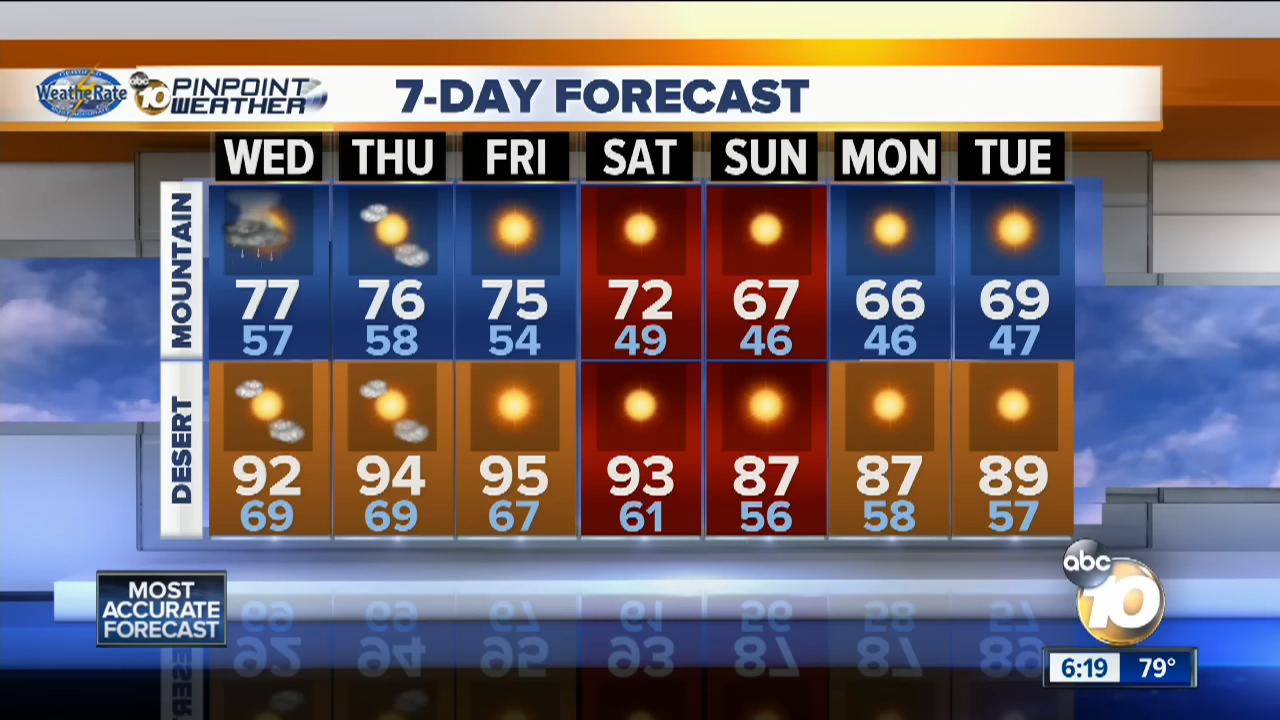 CERTIFIED
WeatheRate
abc
10
PINPOINT
WEATHER
7-DAY FORECAST
WED THU FRI SAT SUN MON TUE
MOUNTAIN
77 76 75 72 67 66 69
57 58 54 49 46 46 47
DESERT
92 94 95 93 87 87 89
69 69 67 61 56 58 57
MOST
ACCURATE
FORECAST
abc
10
6:19 79°